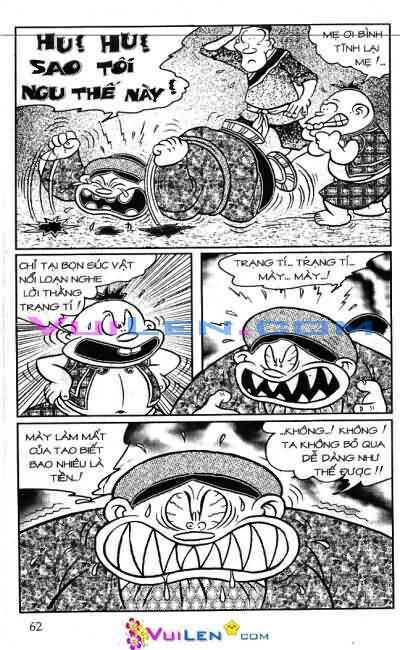 HU! HU!
SAO TÔI
NGU THẾ NÀY!
MẸ ƠI BÌNH
TĨNH LẠI
MẸ!..
CHỈ TẠI BỌN SÚC VẬT
NỔI LOẠN NGHE
LỜI THẰNG
TRẠNG TÍ!
TRẠNG TÍ... TRẠNG TÍ...
MÀY... MÀY...!
VUILEN.COM
MÀY LÀM MẤT
CỦA TAO BIẾT
BAO NHIÊU LÀ
TIỀN..!
..KHÔNG..! KHÔNG!
TA KHÔNG BỎ QUA
DỄ DÀNG NHƯ
THẾ ĐƯỢC!!
62
VUILEN.COM